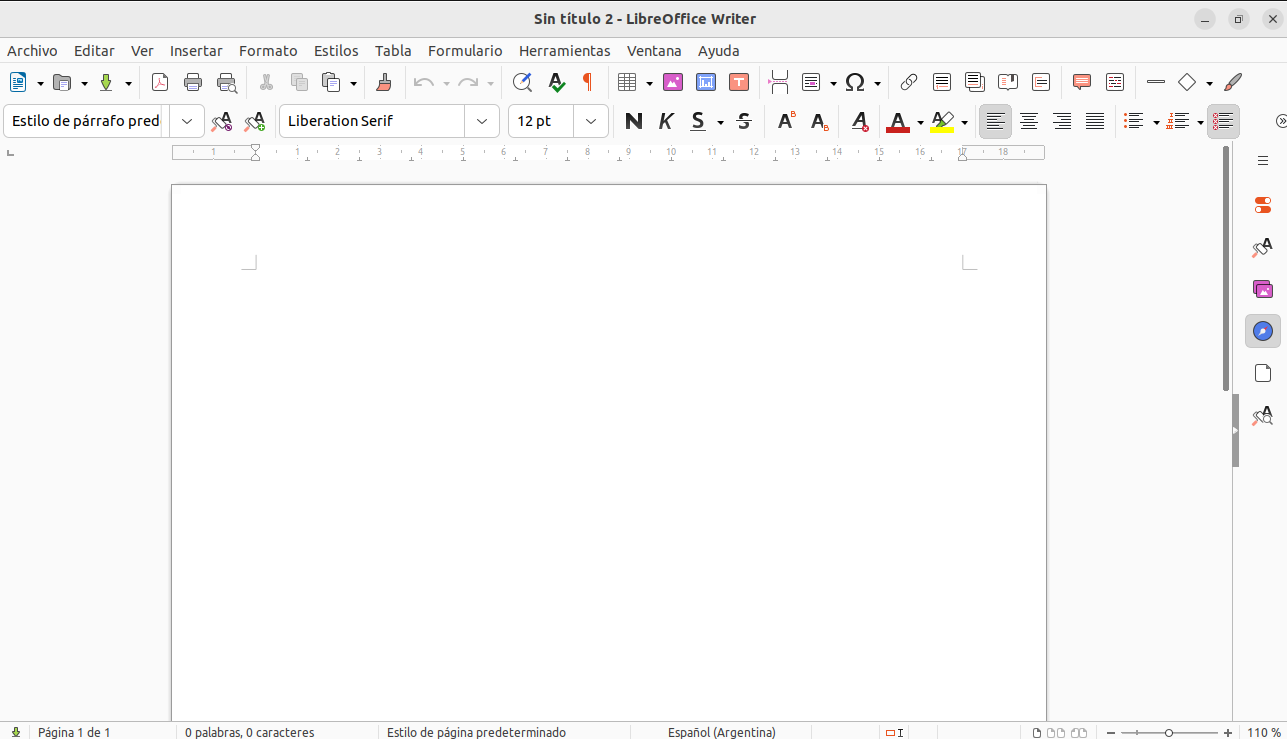 Sin título 2 - LibreOffice Writer
Archivo Editar Ver Insertar Formato Estilos Tabla Formulario Herramientas Ventana Ayuda
Estilo de párrafo pred Liberation Serif 12 pt N K S S A B A B A A
1 1 2 3 4 5 6 7 8 9 10 11 12 13 14 15 16 17 18
Página 1 de 1 0 palabras, 0 caracteres Estilo de página predeterminado Español (Argentina) 110 %